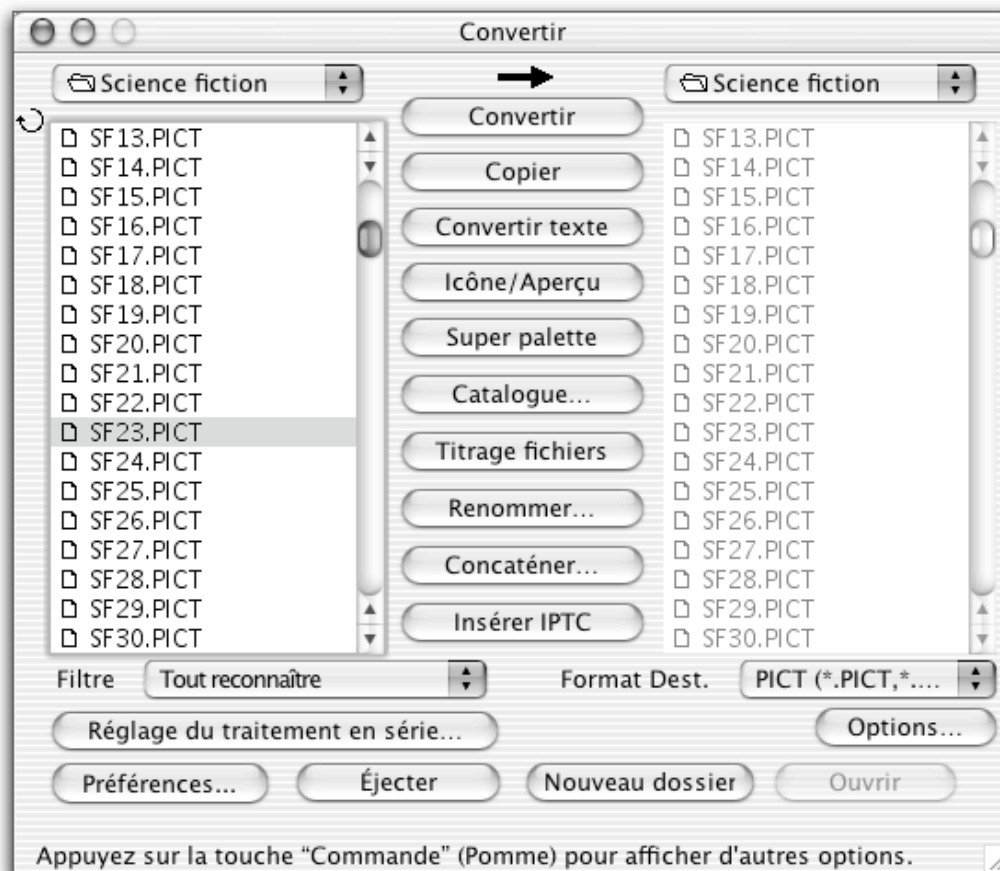 Convertir
Science fiction
Science fiction
SF13.PICT
SF14.PICT
SF15.PICT
SF16.PICT
SF17.PICT
SF18.PICT
SF19.PICT
SF20.PICT
SF21.PICT
SF22.PICT
SF23.PICT
SF24.PICT
SF25.PICT
SF26.PICT
SF27.PICT
SF28.PICT
SF29.PICT
SF30.PICT
Convertir
Copier
Convertir texte
Icône/Aperçu
Super palette
Catalogue...
Titrage fichiers
Renommer...
Concaténer...
Insérer IPTC
SF13.PICT
SF14.PICT
SF15.PICT
SF16.PICT
SF17.PICT
SF18.PICT
SF19.PICT
SF20.PICT
SF21.PICT
SF22.PICT
SF23.PICT
SF24.PICT
SF25.PICT
SF26.PICT
SF27.PICT
SF28.PICT
SF29.PICT
SF30.PICT
Filtre Tout reconnaître
Format Dest. PICT (*.PICT,*....
Réglage du traitement en série...
Options...
Préférences...
Éjecter
Nouveau dossier
Ouvrir
Appuyez sur la touche “Commande” (Pomme) pour afficher d'autres options.